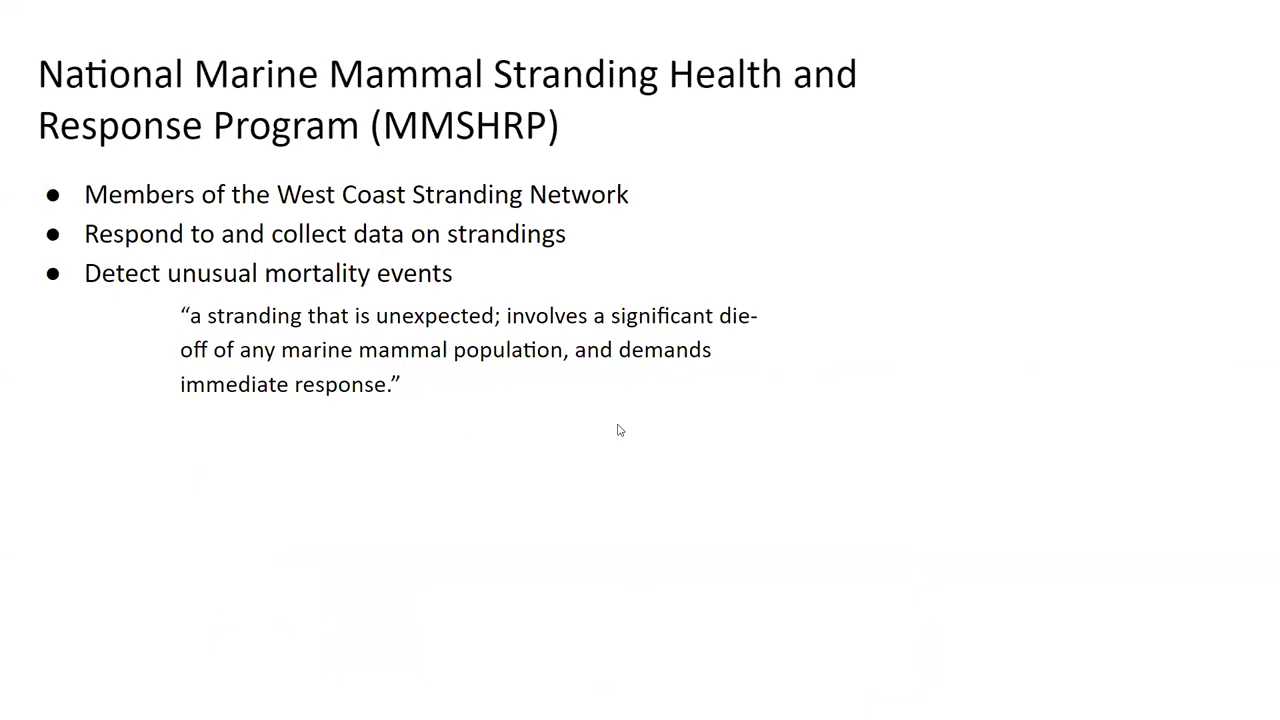 National Marine Mammal Stranding Health and
Response Program (MMSHRP)
● Members of the West Coast Stranding Network
● Respond to and collect data on strandings
● Detect unusual mortality events
“a stranding that is unexpected; involves a significant die-
off of any marine mammal population, and demands
immediate response.”